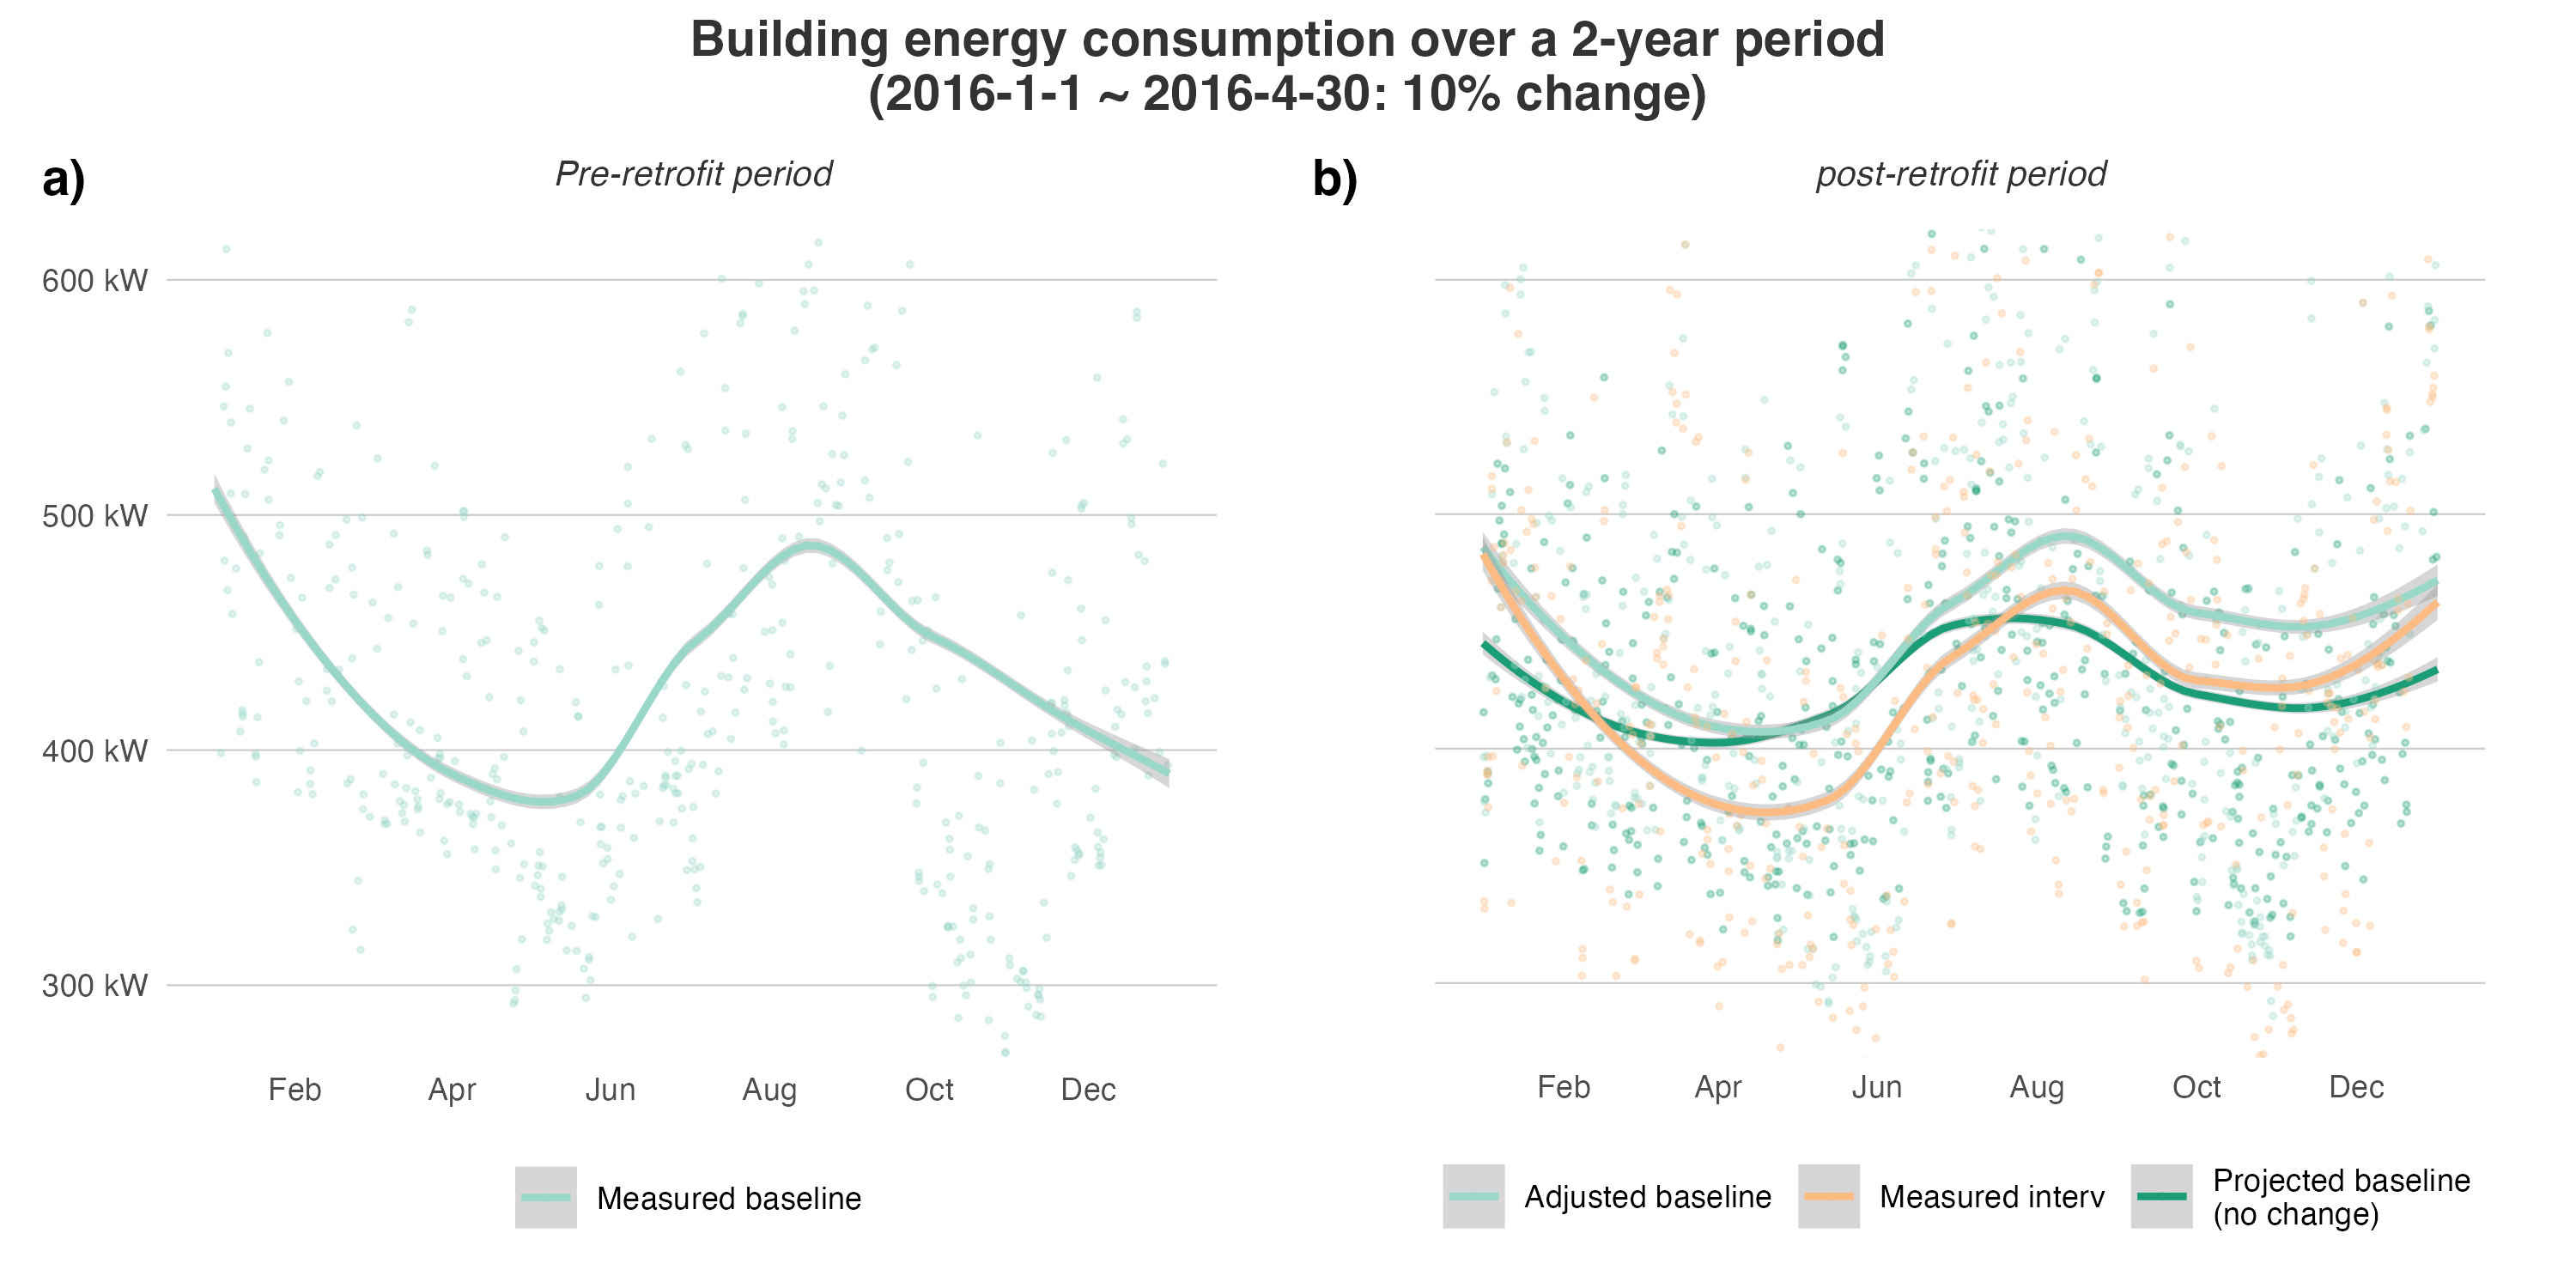 Building energy consumption over a 2-year period
(2016-1-1 ~ 2016-4-30: 10% change)
a)
Pre-retrofit period
600 kW
500 kW
400 kW
300 kW
Feb Apr Jun Aug Oct Dec
Measured baseline
b)
post-retrofit period
Feb Apr Jun Aug Oct Dec
Adjusted baseline
Measured interv
Projected baseline
(no change)